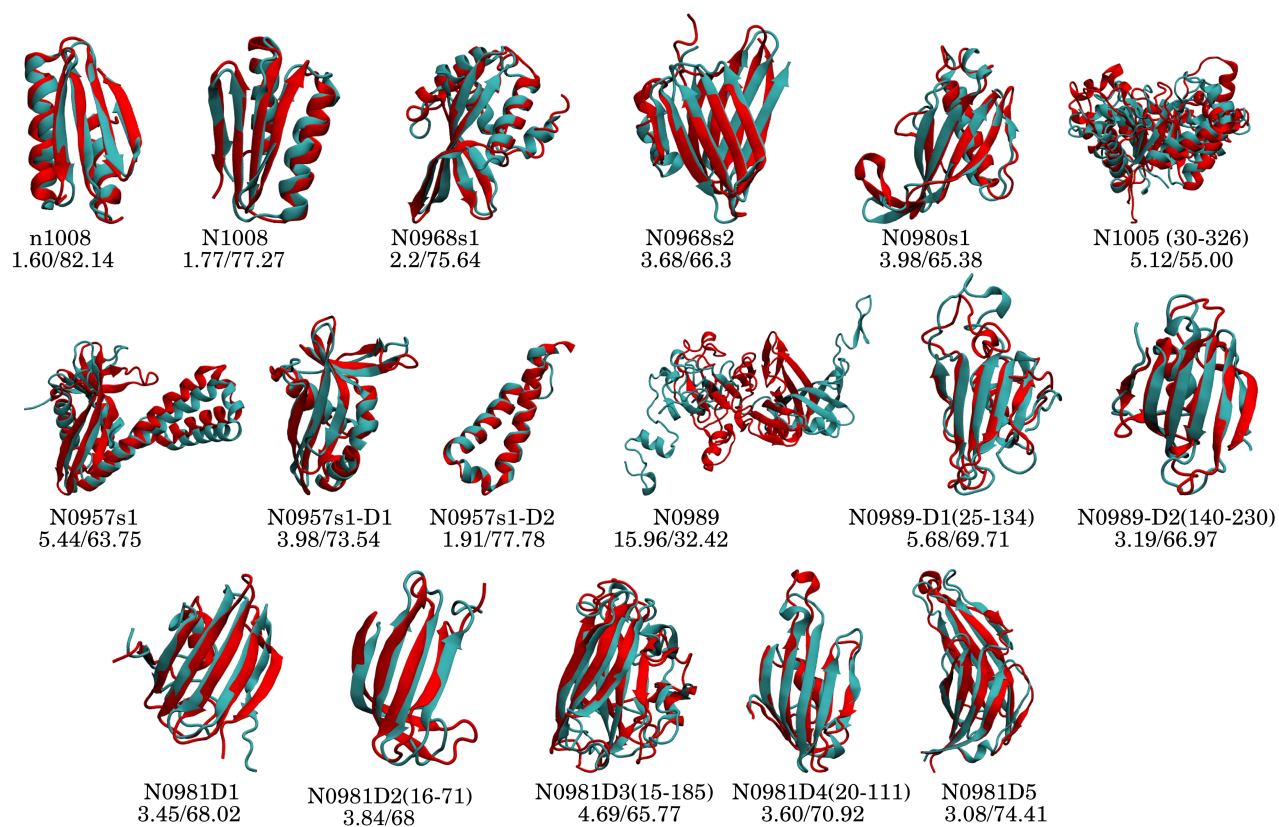 n1008
1.60/82.14
N1008
1.77/77.27
N0968s1
2.2/75.64
N0968s2
3.68/66.3
N0980s1
3.98/65.38
N1005 (30-326)
5.12/55.00
N0957s1
5.44/63.75
N0957s1-D1
3.98/73.54
N0957s1-D2
1.91/77.78
N0989
15.96/32.42
N0989-D1(25-134)
5.68/69.71
N0989-D2(140-230)
3.19/66.97
N0981D1
3.45/68.02
N0981D2(16-71)
3.84/68
N0981D3(15-185)
4.69/65.77
N0981D4(20-111)
3.60/70.92
N0981D5
3.08/74.41